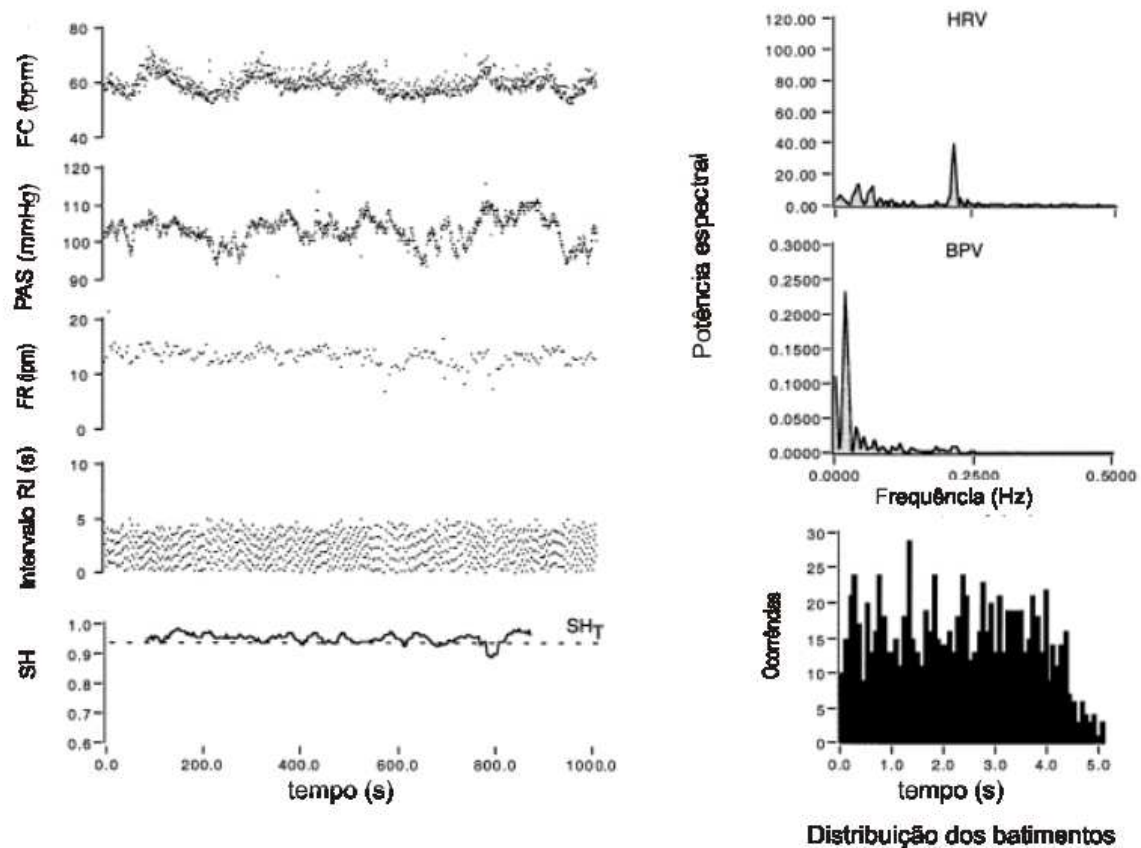 FC (bpm)
80
60
40
PAS (mmHg)
120
110
100
90
FR (ipm)
20
10
0
Intervalo RI (s)
10
5
0
SH
1.0
0.9
0.8
0.7
0.6
SHT
0.0 200.0 400.0 600.0 800.0 1000.0
tempo (s)
Potência espectral
HRV
120.00
100.00
80.00
60.00
40.00
20.00
0.00
BPV
0.3000
0.2500
0.2000
0.1500
0.1000
0.0500
0.0000
0.0000 0.2500 0.5000
Frequência (Hz)
Ocorrências
30
25
20
15
10
5
0
0.0 1.0 2.0 3.0 4.0 5.0
tempo (s)
Distribuição dos batimentos